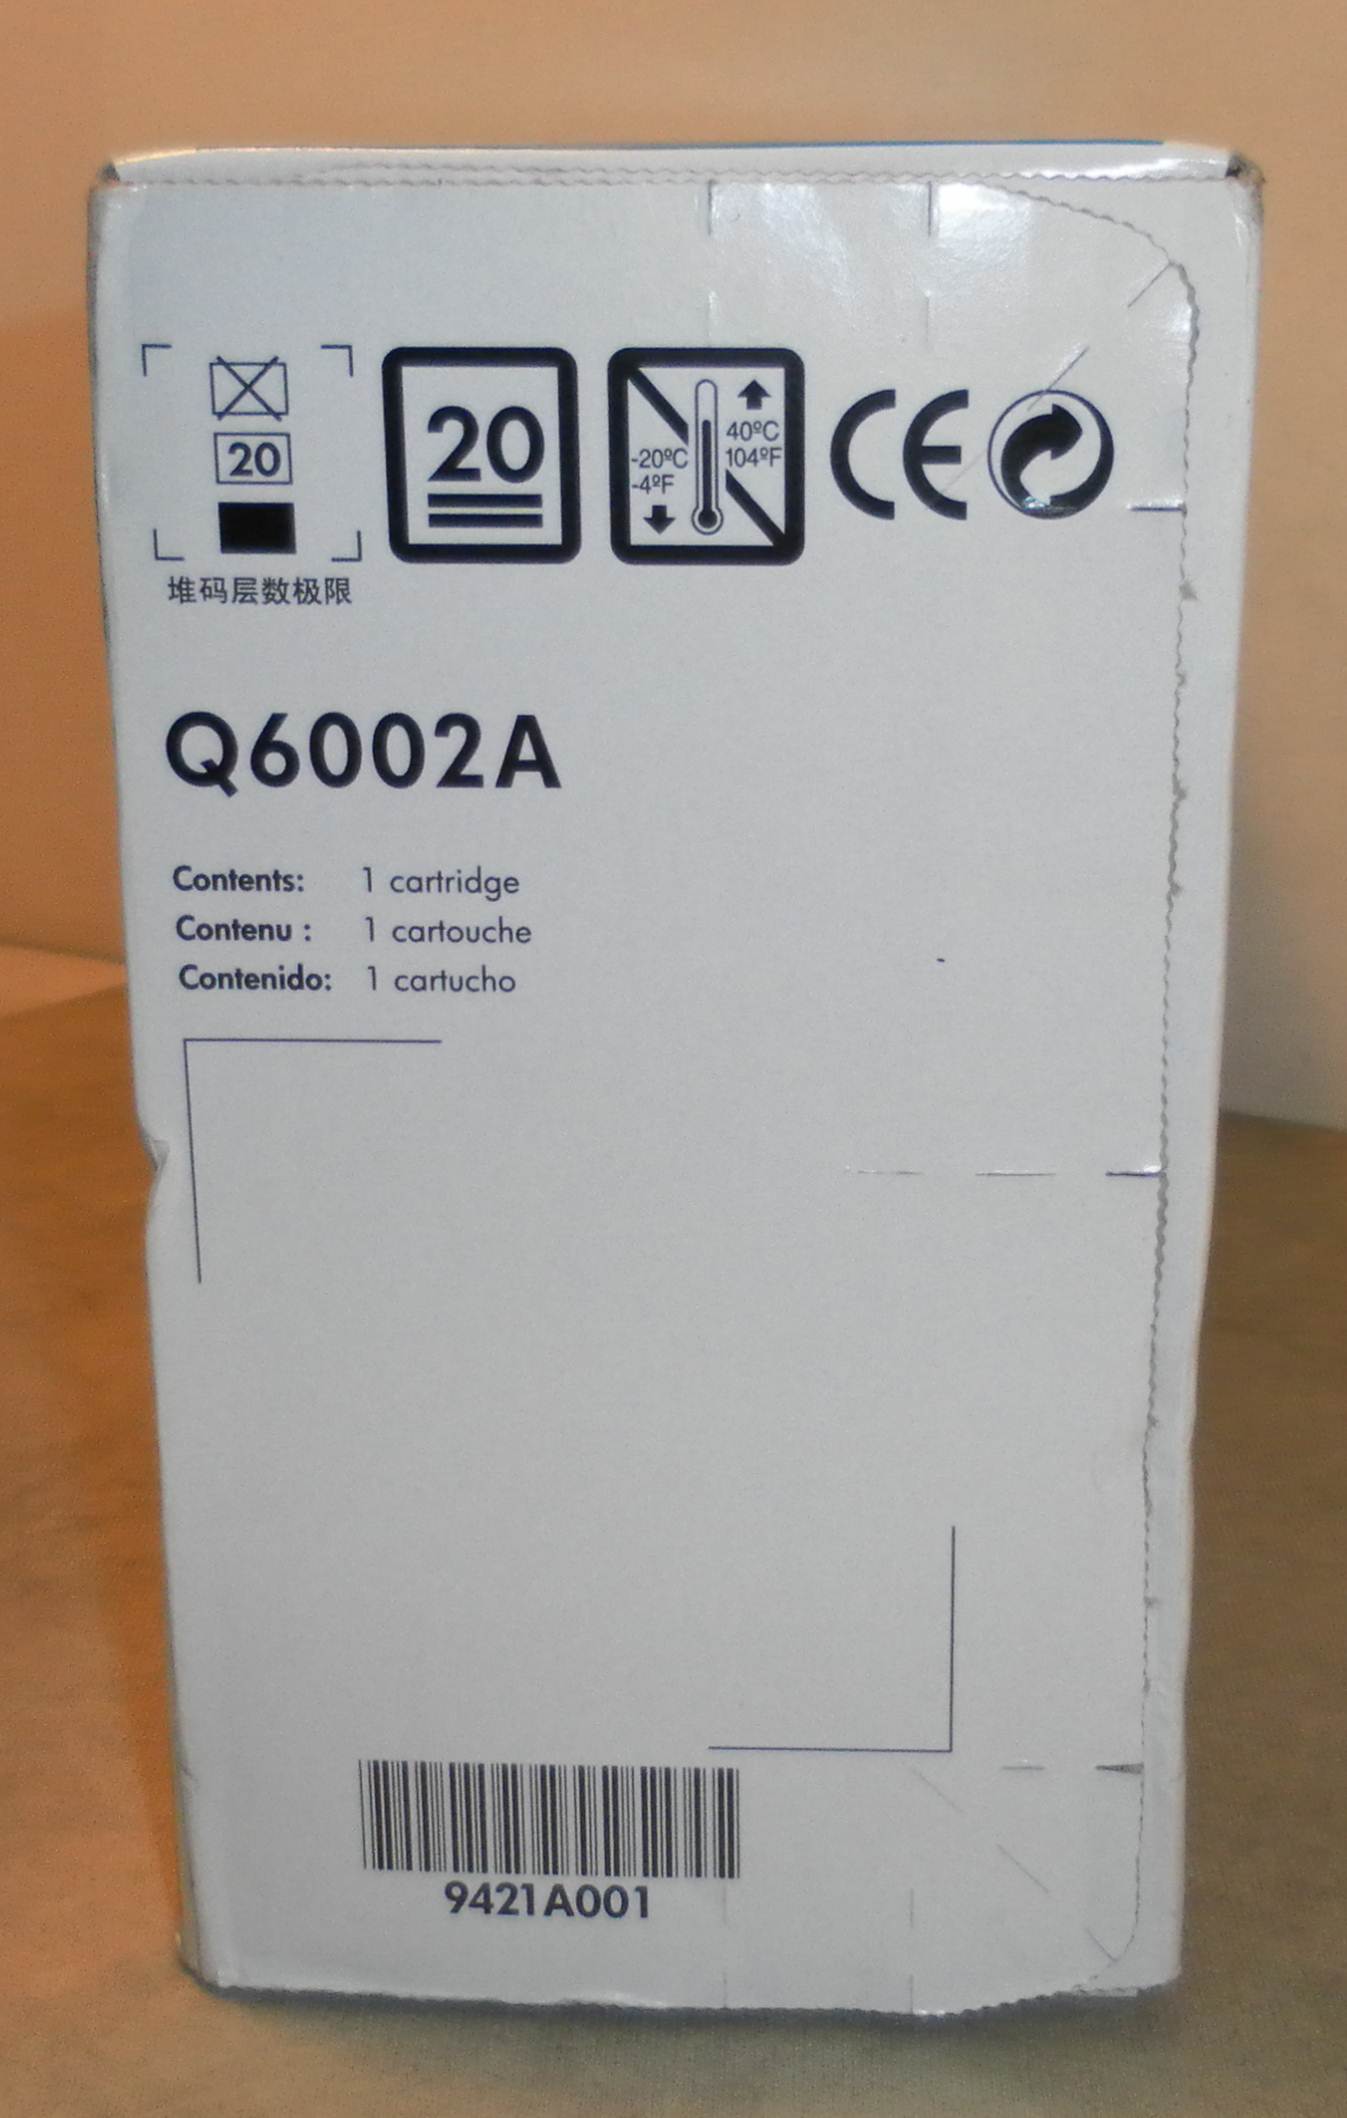 20
堆码层数极限
20
-20ºC
-4ºF
40ºC
104ºF
CE
Q6002A
Contents: 1 cartridge
Contenu : 1 cartouche
Contenido: 1 cartucho
9421A001